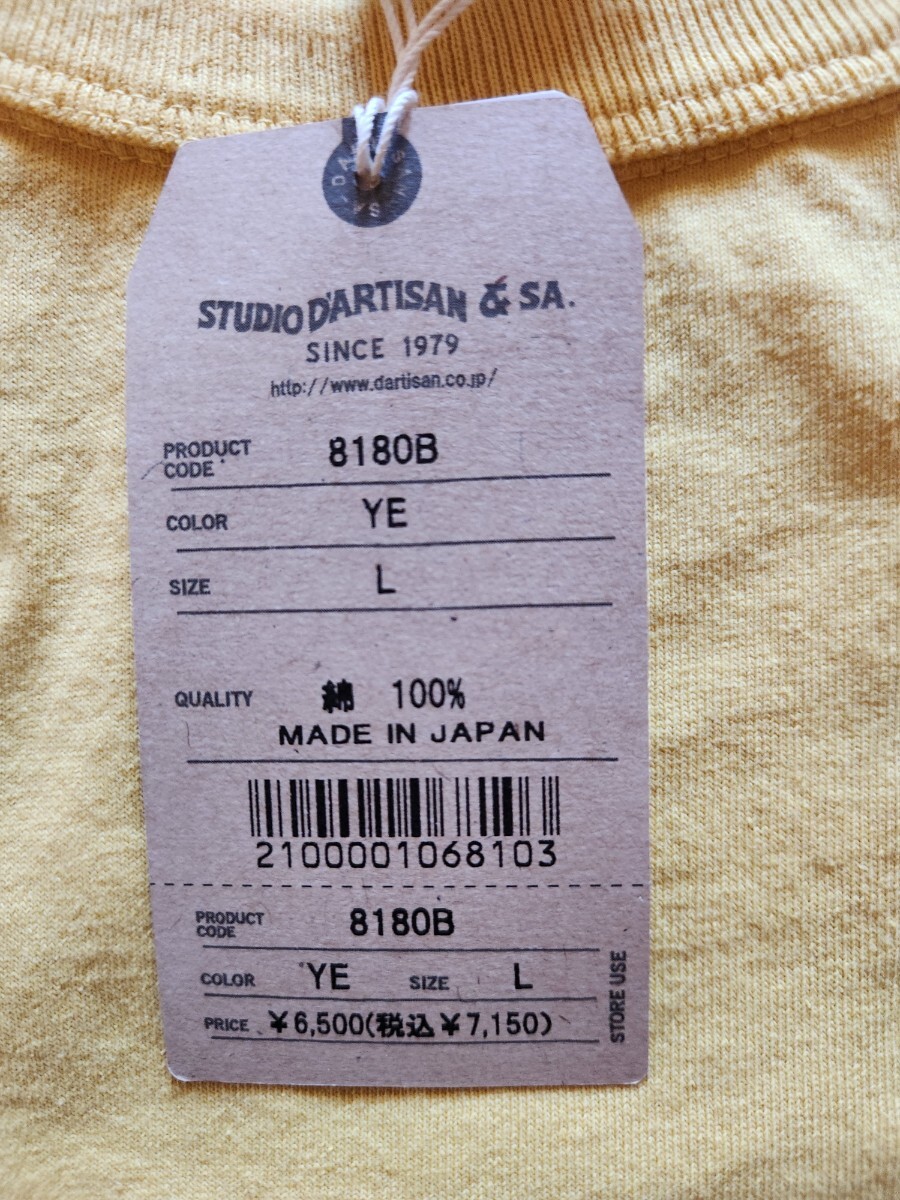 STUDIO D'ARTISAN & SA.
SINCE 1979
http://www.dartisan.co.jp/
PRODUCT CODE 8180B
COLOR YE
SIZE L
QUALITY 綿 100%
MADE IN JAPAN
2100001068103
PRODUCT CODE 8180B
COLOR YE SIZE L
PRICE ¥6,500(税込¥7,150)
STORE USE